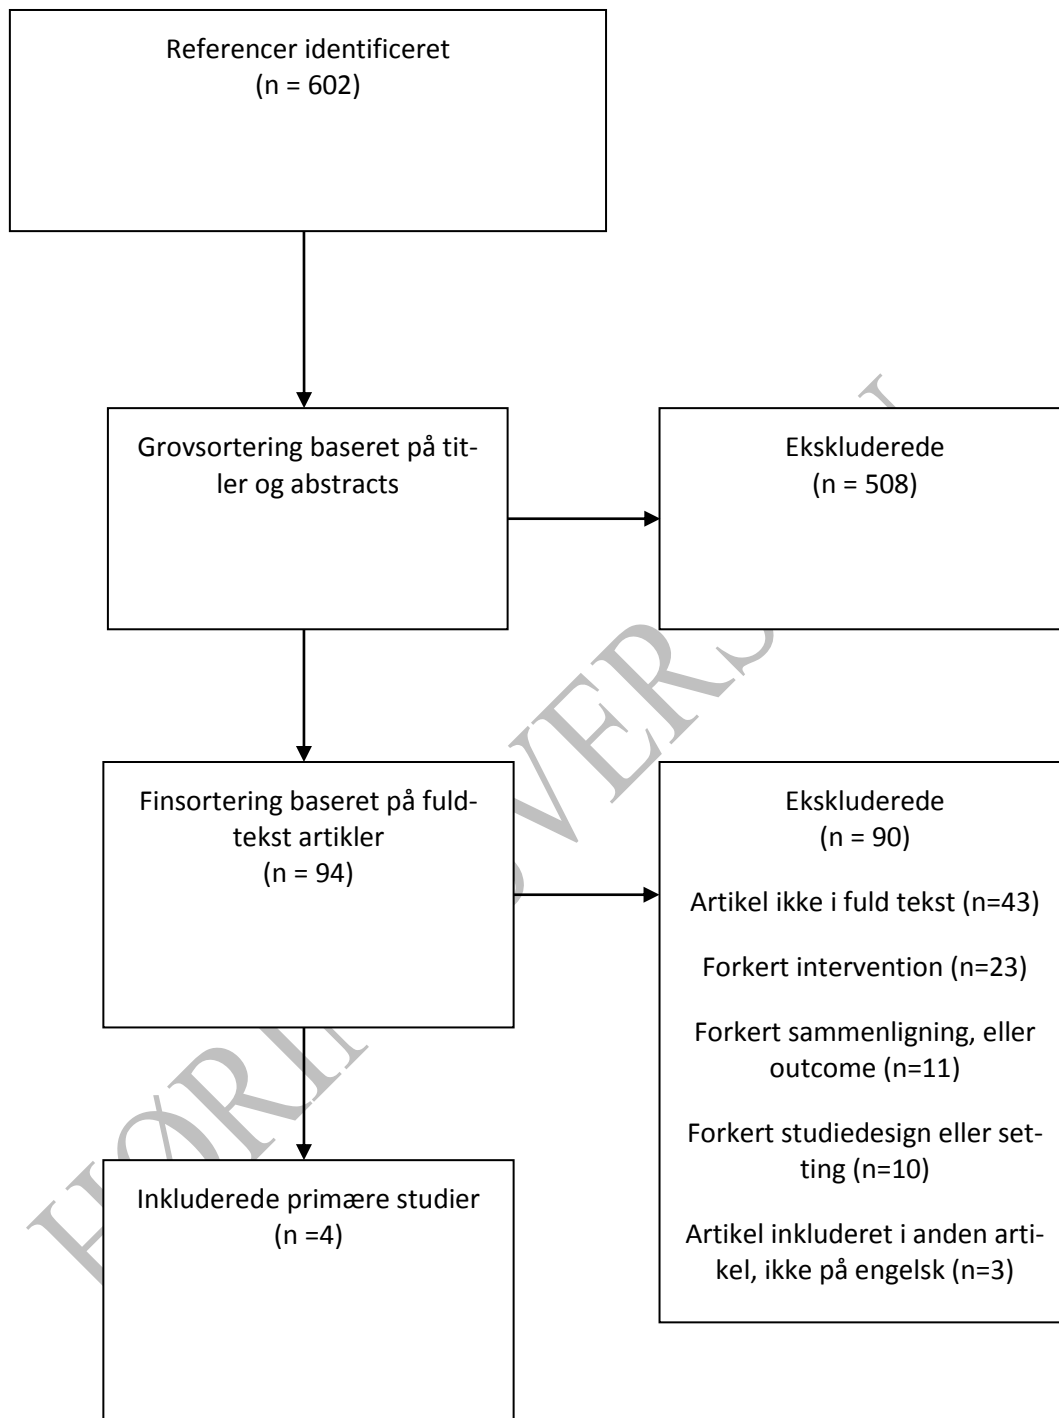 Referencer identificeret
(n = 602)
Grovsortering baseret på tit-
ler og abstracts
Ekskluderede
(n = 508)
Finsortering baseret på fuld-
tekst artikler
(n = 94)
Ekskluderede
(n = 90)
Artikel ikke i fuld tekst (n=43)
Forkert intervention (n=23)
Forkert sammenligning, eller
outcome (n=11)
Forkert studiedesign eller set-
ting (n=10)
Artikel inkluderet i anden arti-
kel, ikke på engelsk (n=3)
Inkluderede primære studier
(n =4)